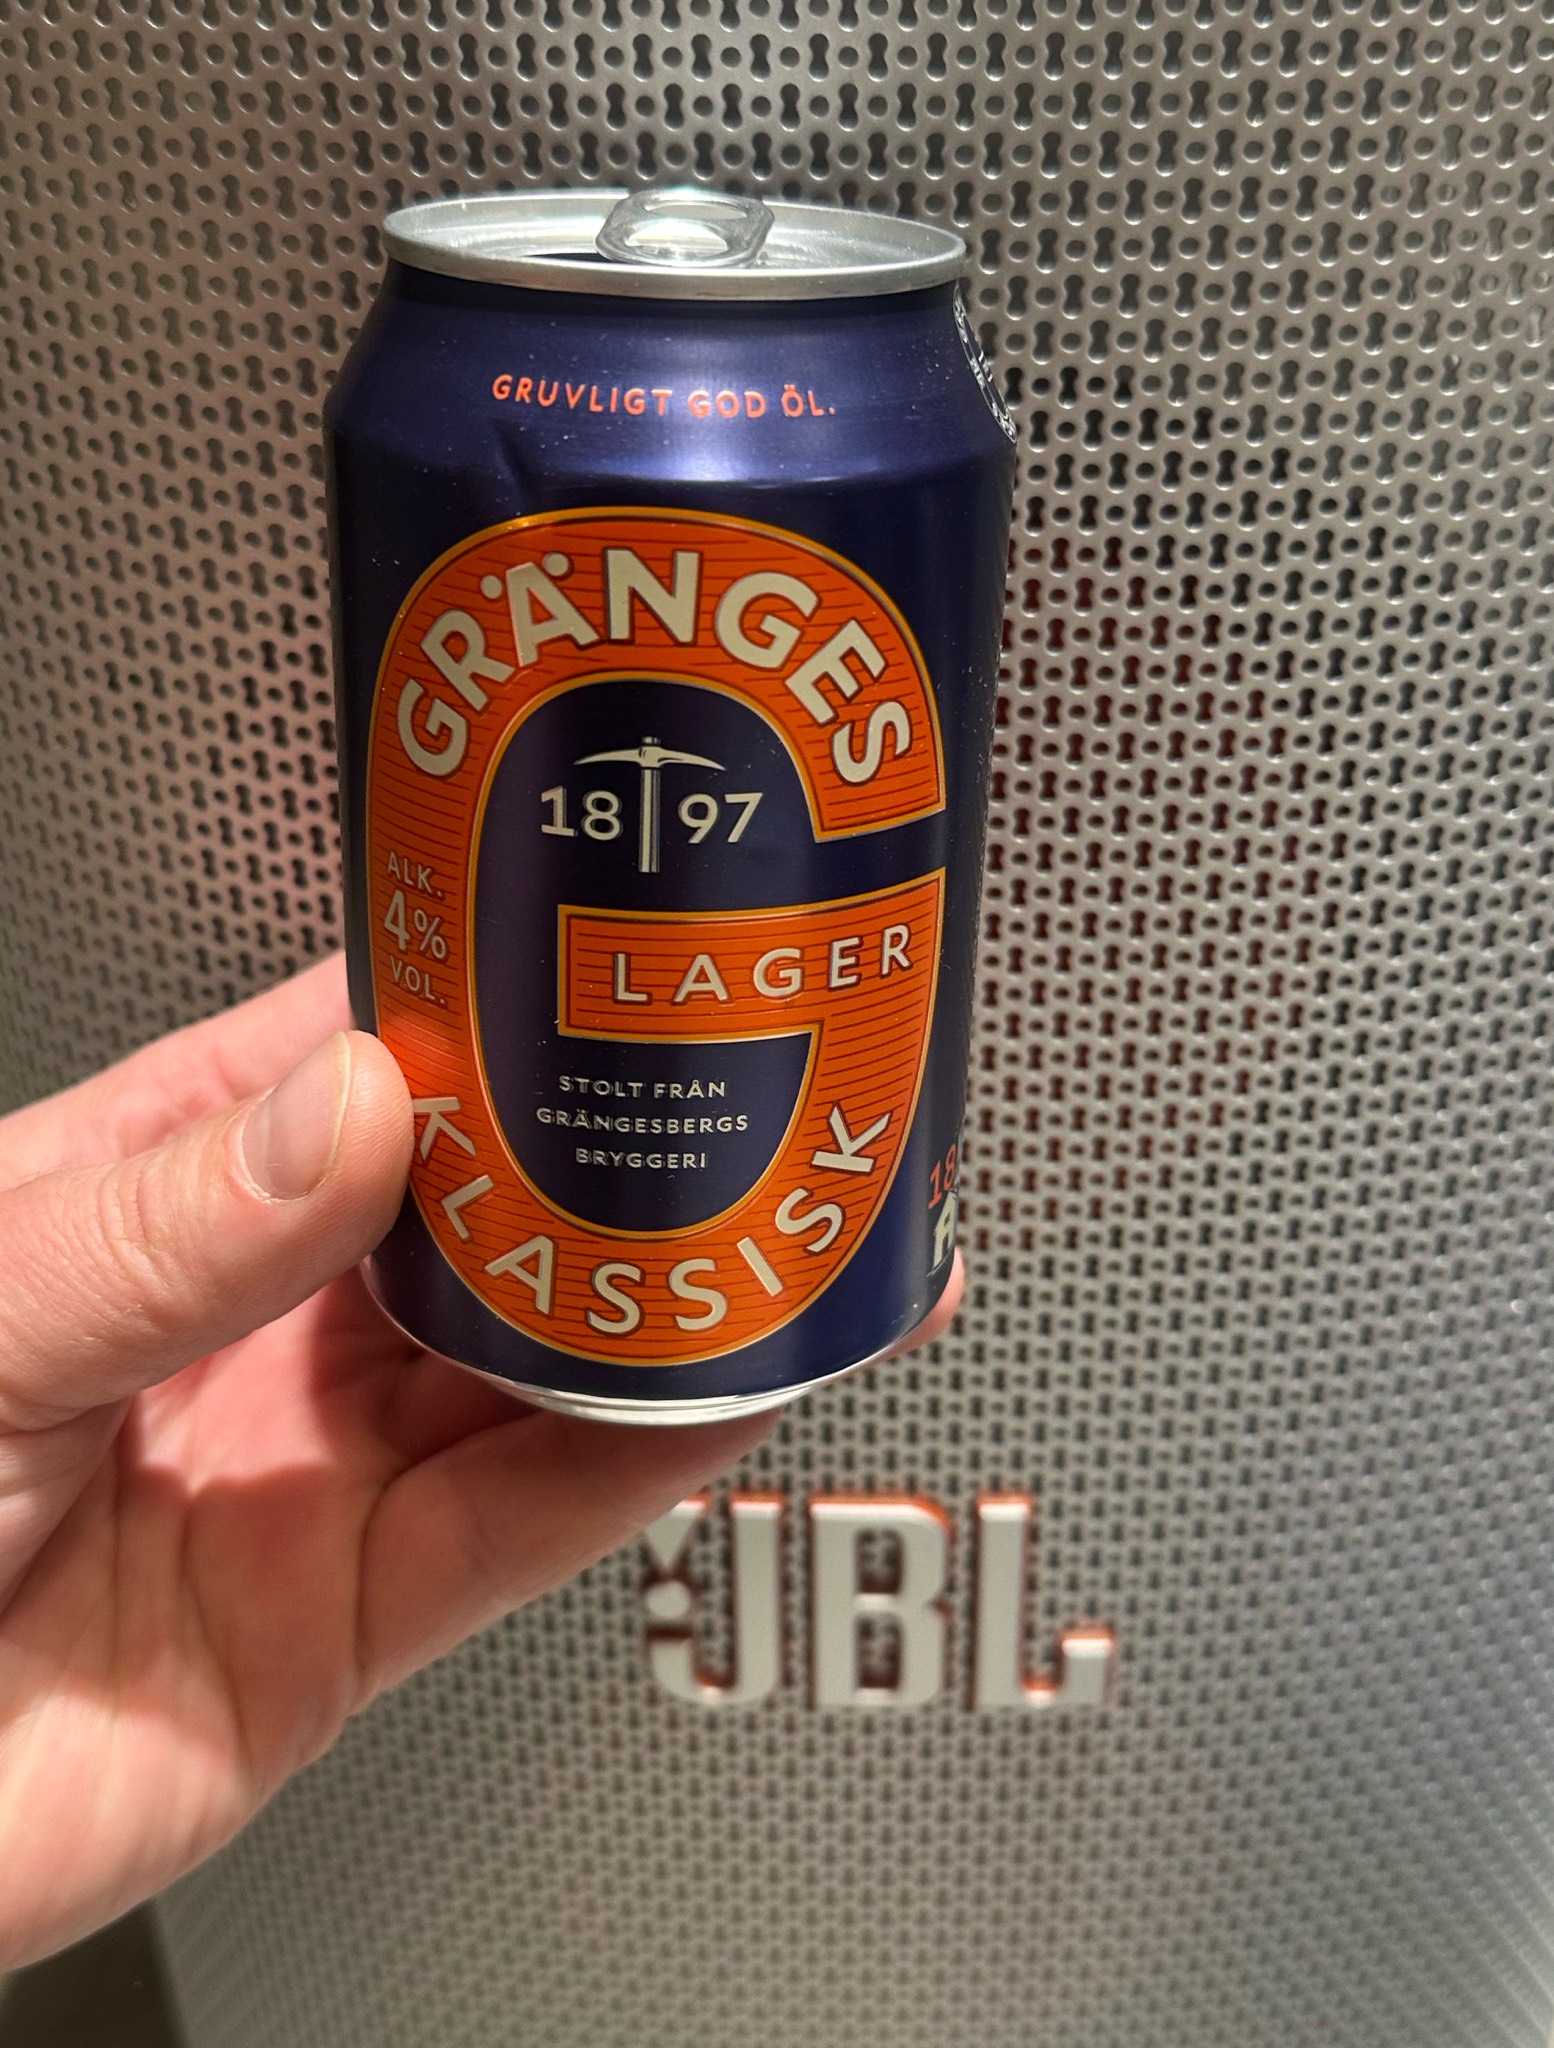 GRUVLIGT GOD ÖL.
GRÄNGES
18 97
ALK.
4%
VOL.
LAGER
STOLT FRÅN
GRÄNGESBERGS
BRYGGERI
KLASSISK
JBL